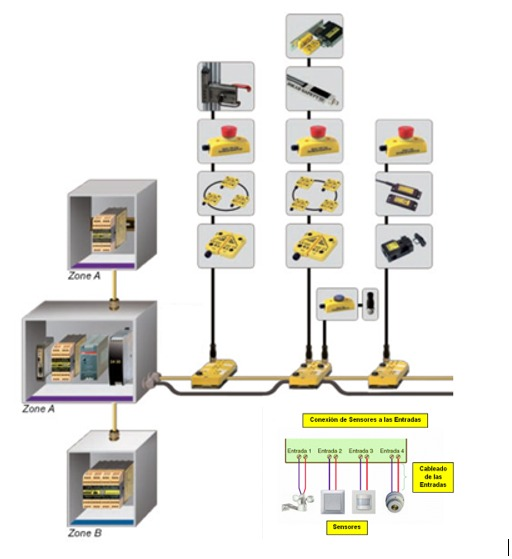 Zone A
Zone A
Zone B
Conexión de Sensores a las Entradas
Entrada 1 Entrada 2 Entrada 3 Entrada 4
Cableado
de las
Entradas
Sensores